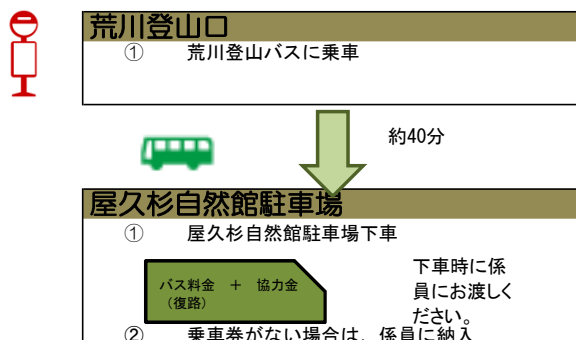 荒川登山口
① 荒川登山バスに乗車
約40分
屋久杉自然館駐車場
① 屋久杉自然館駐車場下車
バス料金 + 協力金
(復路)
下車時に係
員にお渡しく
ださい。
② 乗車券がない場合は、係員に納入